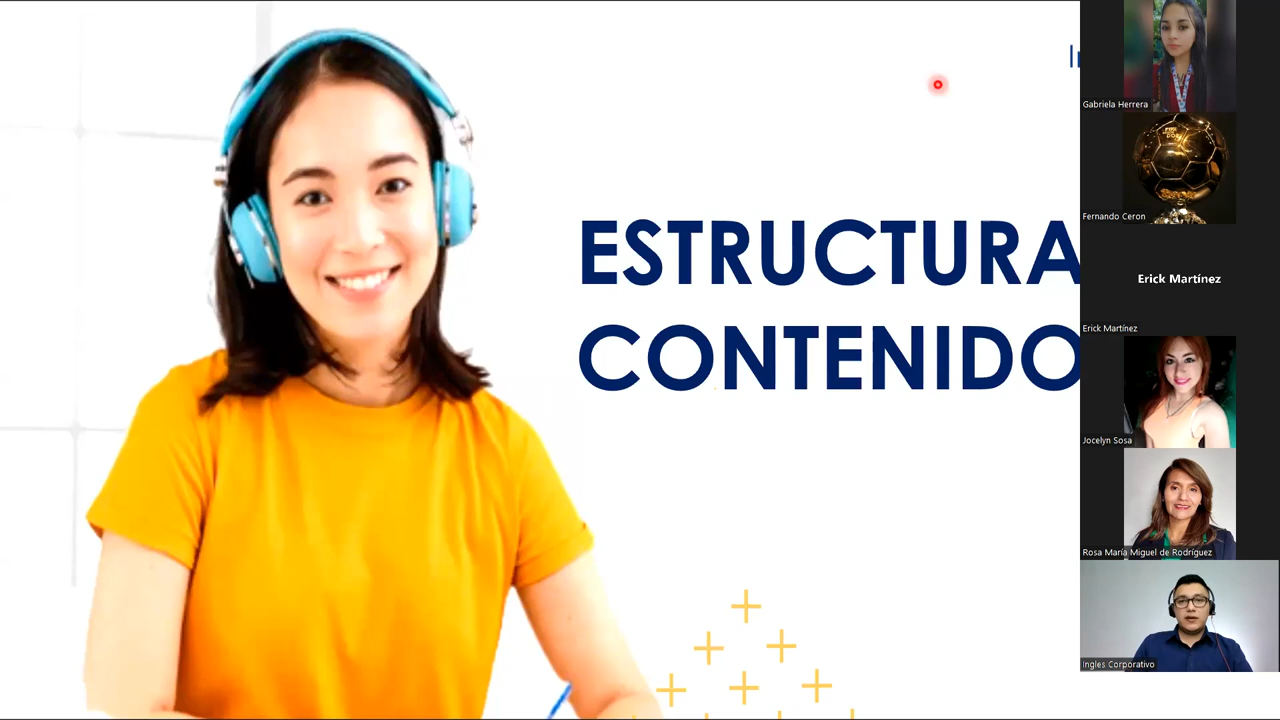 ESTRUCTURA
CONTENIDO
Gabriela Herrera
Fernando Ceron
Erick Martínez
Erick Martínez
Jocelyn Sosa
Rosa María Miguel de Rodríguez
Ingles Corporativo